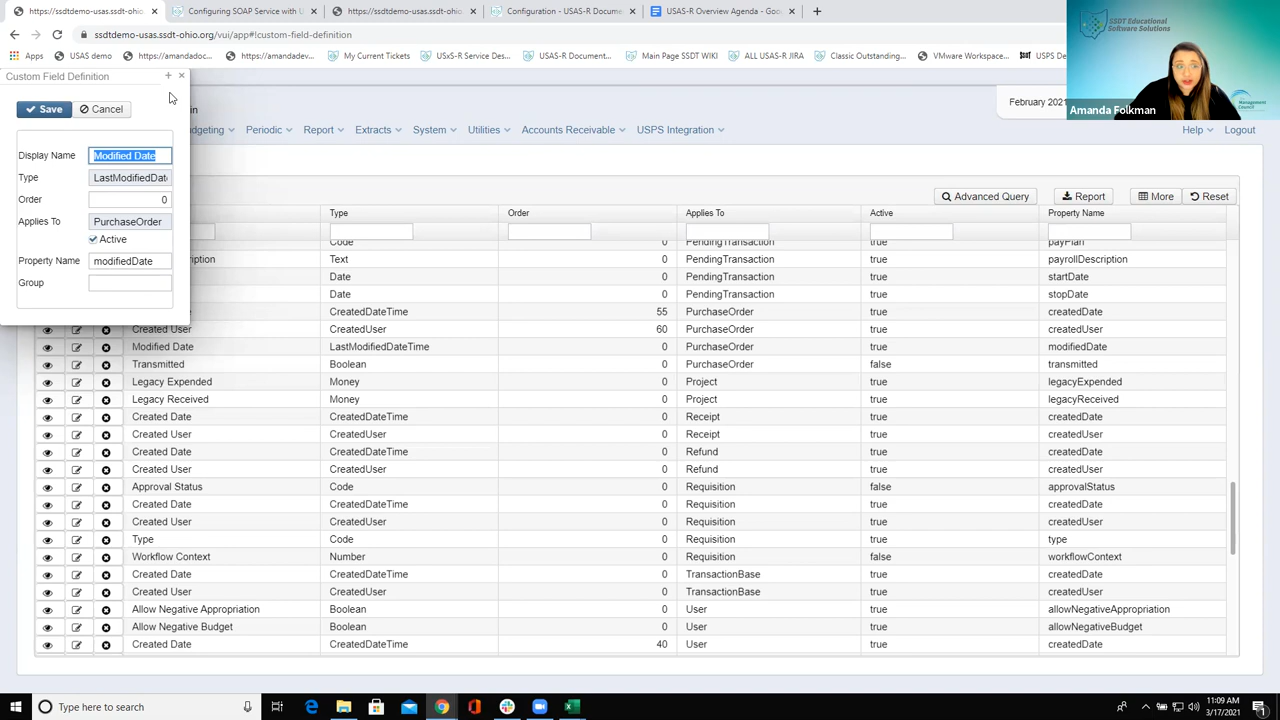 https://ssdtdemo-usas.ssdt-ohio.o
Configuring SOAP Service with U
https://ssdtdemo-usas.ssdt-ohio.o
Configuration - USAS-R Documen
USAS-R Overview Agenda - Goo
ssdtdemo-usas.ssdt-ohio.org/vui/app#!custom-field-definition
Apps
USAS demo
https://amandadoc...
https://amandadem...
My Current Tickets
USxS-R Service Des...
USAS-R Documen...
Main SSDT WIKI
ALL USAS-R JIRA
Classic Outstanding...
VMware Workspace...
USPS De
SSDT Educational
Software Solutions
Management
Council
Amanda Folkman
Custom Field Definition
Save
Cancel
Display Name Modified Date
Type LastModifiedDate
Order 0
Applies To PurchaseOrder
Active
Property Name modifiedDate
Group
in
February 2021
udgeting
Periodic
Report
Extracts
System
Utilities
Accounts Receivable
USPS Integration
Help
Logout
Advanced Query
Report
More
Reset
Type Order Applies To Active Property Name
Code 0 PendingTransaction true payPlan
ription Text 0 PendingTransaction true payrollDescription
Date 0 PendingTransaction true startDate
Date 0 PendingTransaction true stopDate
CreatedDateTime 55 PurchaseOrder true createdDate
Created User CreatedUser 60 PurchaseOrder true createdUser
Modified Date LastModifiedDateTime 0 PurchaseOrder true modifiedDate
Transmitted Boolean 0 PurchaseOrder false transmitted
Legacy Expended Money 0 Project true legacyExpended
Legacy Received Money 0 Project true legacyReceived
Created Date CreatedDateTime 0 Receipt true createdDate
Created User CreatedUser 0 Receipt true createdUser
Created Date CreatedDateTime 0 Refund true createdDate
Created User CreatedUser 0 Refund true createdUser
Approval Status Code 0 Requisition false approvalStatus
Created Date CreatedDateTime 0 Requisition true createdDate
Created User CreatedUser 0 Requisition true createdUser
Type Code 0 Requisition true type
Workflow Context Number 0 Requisition false workflowContext
Created Date CreatedDateTime 0 TransactionBase true createdDate
Created User CreatedUser 0 TransactionBase true createdUser
Allow Negative Appropriation Boolean 0 User true allowNegativeAppropriation
Allow Negative Budget Boolean 0 User true allowNegativeBudget
Created Date CreatedDateTime 40 User true createdDate
Type here to search
11:09 AM
3/17/2021
1